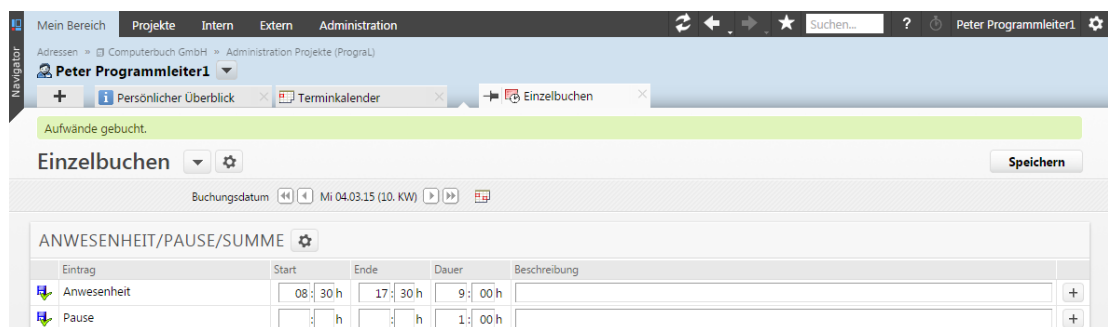 Mein Bereich Projekte Intern Extern Administration Suchen... ? Peter Programmleiter1
Navigator
Adressen » Computerbuch GmbH » Administration Projekte (PrograL)
Peter Programmleiter1
+ Persönlicher Überblick Terminkalender Einzelbuchen
Aufwände gebucht.
Einzelbuchen Speichern
Buchungsdatum Mi 04.03.15 (10. KW)
ANWESENHEIT/PAUSE/SUMME
Eintrag Start Ende Dauer Beschreibung
Anwesenheit 08: 30 h 17: 30 h 9: 00 h +
Pause : h : h 1: 00 h +